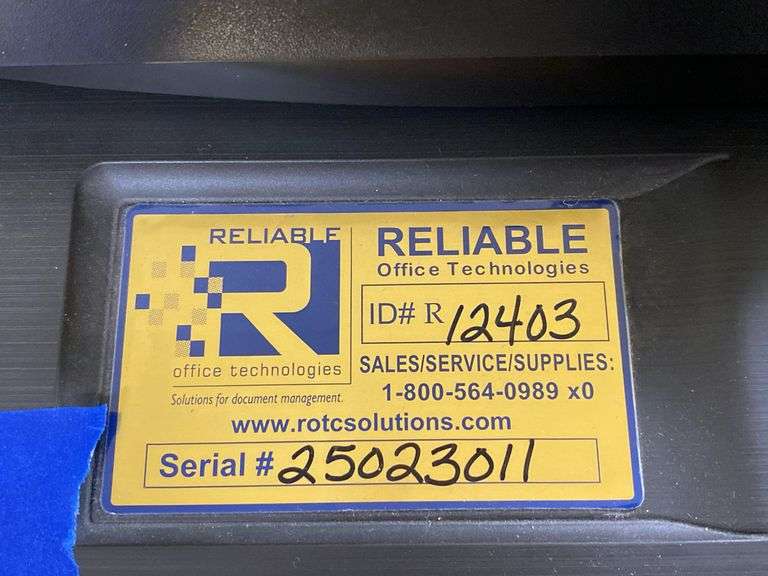 RELIABLE
R
office technologies
Solutions for document management.
RELIABLE
Office Technologies
ID# R 12403
SALES/SERVICE/SUPPLIES:
1-800-564-0989 x0
www.rotcsolutions.com
Serial # 25023011